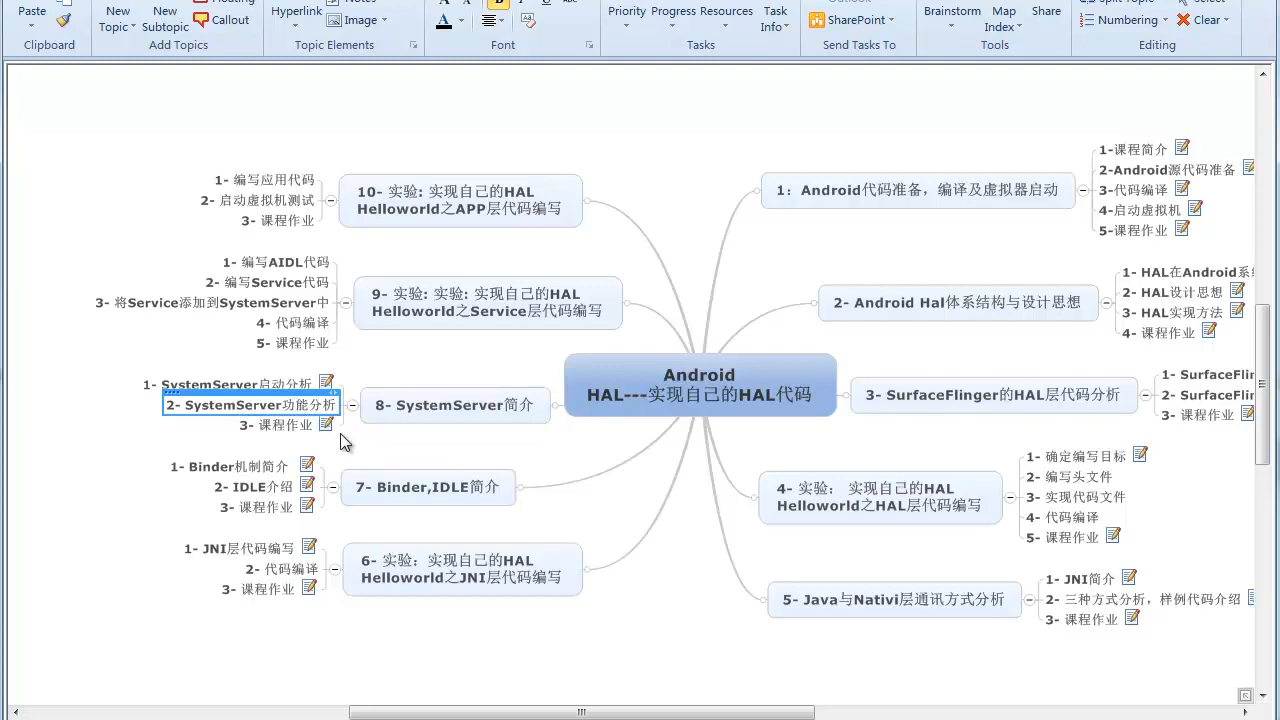 Paste
New
Topic
New
Subtopic
Callout
Hyperlink
Image
A
Priority
Progress
Resources
Task
Info
SharePoint
Brainstorm
Map
Index
Share
Numbering
Clear
Clipboard
Add Topics
Topic Elements
Font
Tasks
Send Tasks To
Tools
Editing
Android
HAL---实现自己的HAL代码
1：Android代码准备，编译及虚拟器启动
1-课程简介
2-Android源代码准备
3-代码编译
4-启动虚拟机
5-课程作业
2- Android Hal体系结构与设计思想
1- HAL在Android系统
2- HAL设计思想
3- HAL实现方法
4- 课程作业
3- SurfaceFlinger的HAL层代码分析
1- SurfaceFlin
2- SurfaceFlin
3- 课程作业
4- 实验： 实现自己的HAL
Helloworld之HAL层代码编写
1- 确定编写目标
2- 编写头文件
3- 实现代码文件
4- 代码编译
5- 课程作业
5- Java与Nativi层通讯方式分析
1- JNI简介
2- 三种方式分析，样例代码介绍
3- 课程作业
6- 实验：实现自己的HAL
Helloworld之JNI层代码编写
1- JNI层代码编写
2- 代码编译
3- 课程作业
7- Binder,IDLE简介
1- Binder机制简介
2- IDLE介绍
3- 课程作业
8- SystemServer简介
1- SystemServer启动分析
2- SystemServer功能分析
3- 课程作业
9- 实验: 实验: 实现自己的HAL
Helloworld之Service层代码编写
1- 编写AIDL代码
2- 编写Service代码
3- 将Service添加到SystemServer中
4- 代码编译
5- 课程作业
10- 实验: 实现自己的HAL
Helloworld之APP层代码编写
1- 编写应用代码
2- 启动虚拟机测试
3- 课程作业